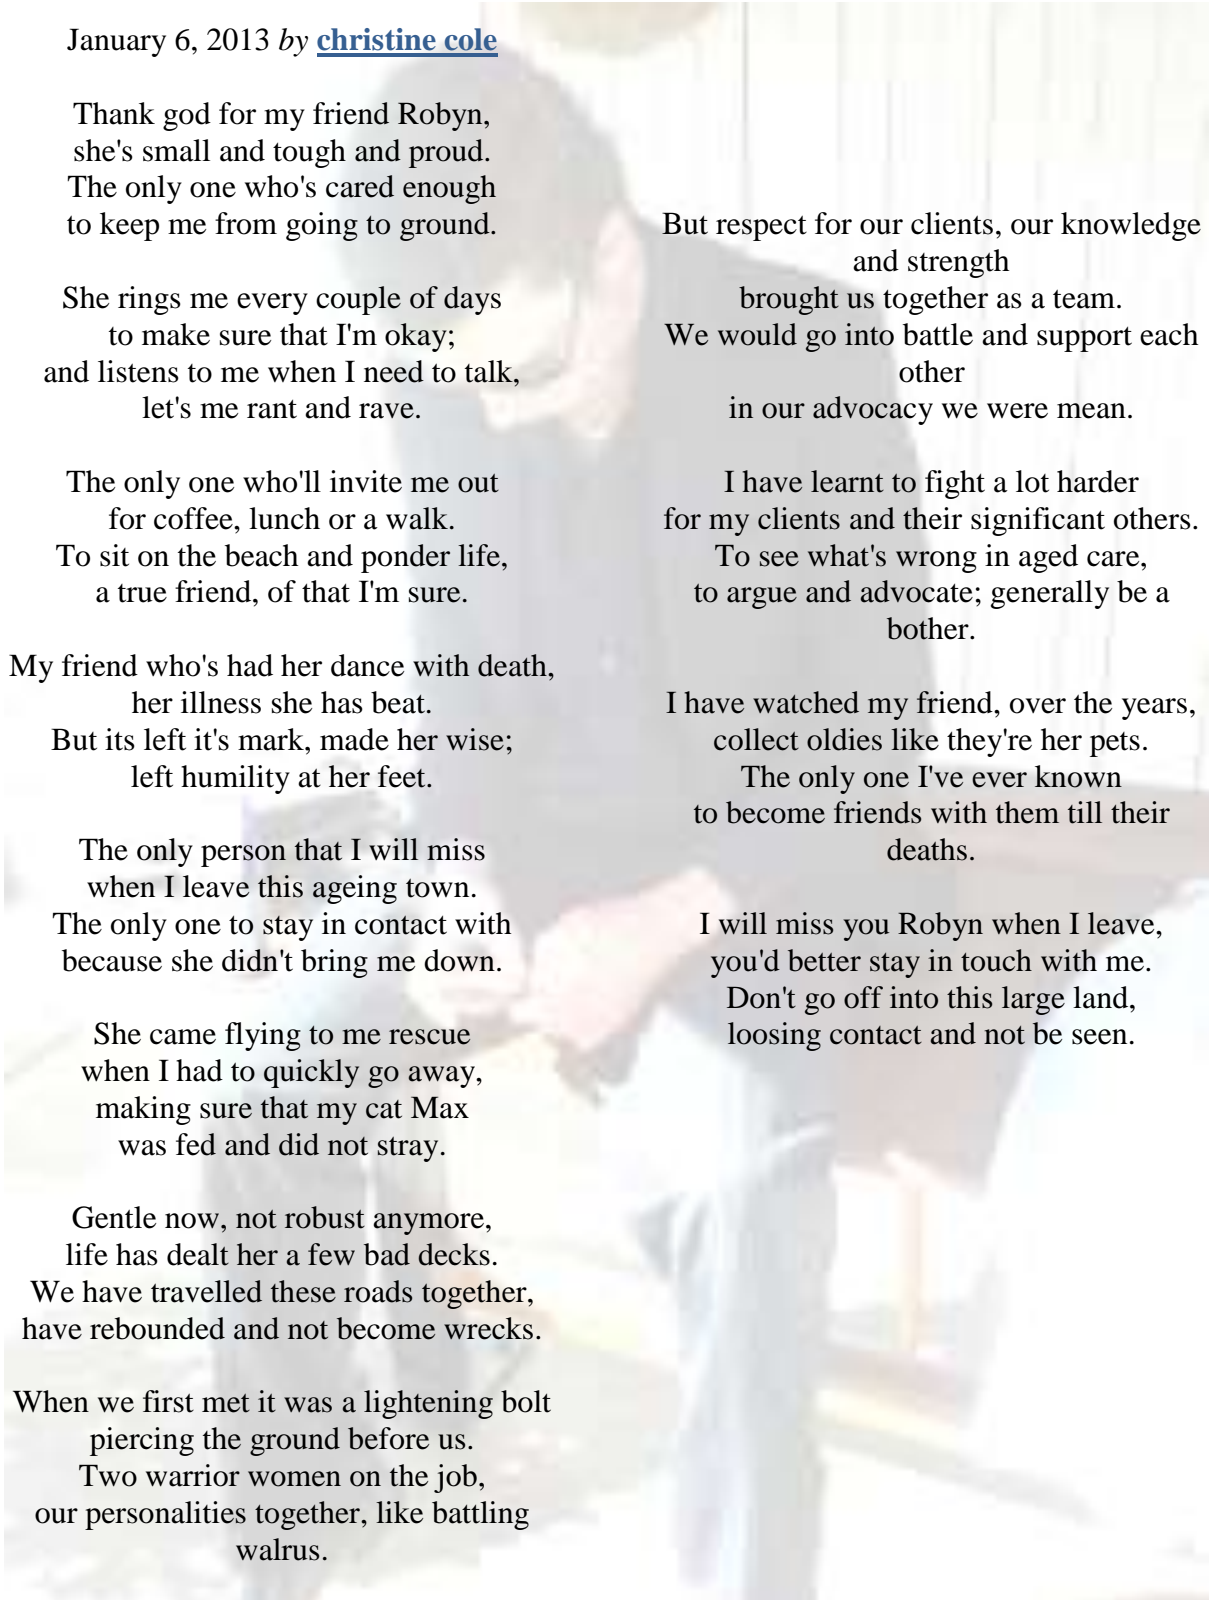 January 6, 2013 by christine cole
Thank god for my friend Robyn,
she's small and tough and proud.
The only one who's cared enough
to keep me from going to ground.
She rings me every couple of days
to make sure that I'm okay;
and listens to me when I need to talk,
let's me rant and rave.
The only one who'll invite me out
for coffee, lunch or a walk.
To sit on the beach and ponder life,
a true friend, of that I'm sure.
My friend who's had her dance with death,
her illness she has beat.
But its left it's mark, made her wise;
left humility at her feet.
The only person that I will miss
when I leave this ageing town.
The only one to stay in contact with
because she didn't bring me down.
She came flying to me rescue
when I had to quickly go away,
making sure that my cat Max
was fed and did not stray.
Gentle now, not robust anymore,
life has dealt her a few bad decks.
We have travelled these roads together,
have rebounded and not become wrecks.
When we first met it was a lightening bolt
piercing the ground before us.
Two warrior women on the job,
our personalities together, like battling
walrus.
But respect for our clients, our knowledge
and strength
brought us together as a team.
We would go into battle and support each
other
in our advocacy we were mean.
I have learnt to fight a lot harder
for my clients and their significant others.
To see what's wrong in aged care,
to argue and advocate; generally be a
bother.
I have watched my friend, over the years,
collect oldies like they're her pets.
The only one I've ever known
to become friends with them till their
deaths.
I will miss you Robyn when I leave,
you'd better stay in touch with me.
Don't go off into this large land,
loosing contact and not be seen.